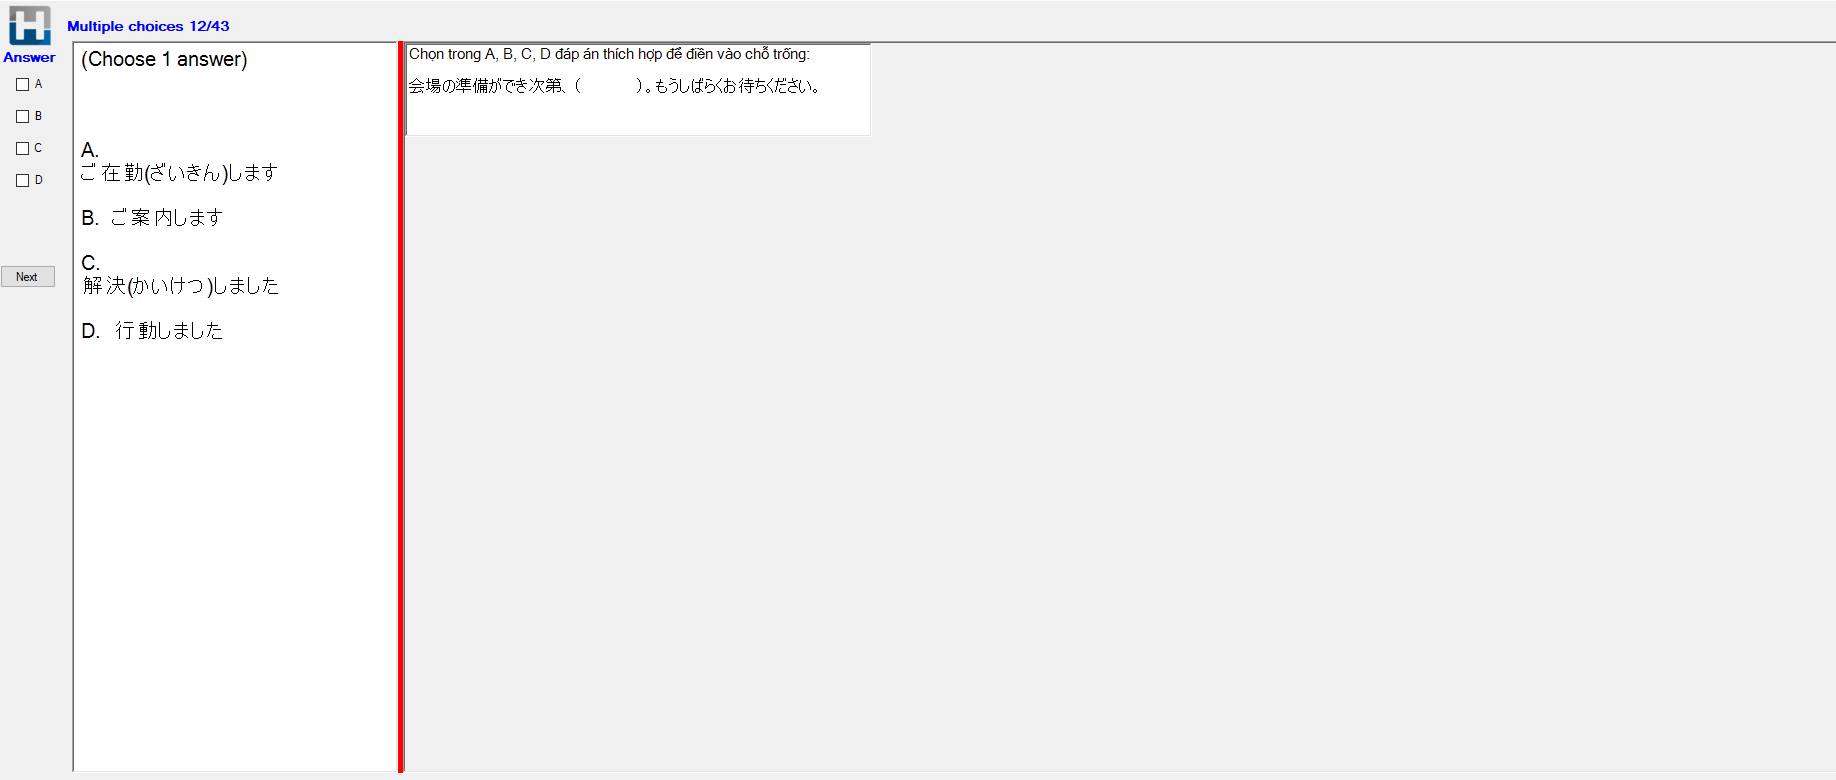 Multiple choices 12/43
Answer
A
B
C
D
Next
(Choose 1 answer)
A.
ご在勤(ざいきん)します
B. ご案内します
C.
解決(かいけつ)しました
D. 行動しました
Chọn trong A, B, C, D đáp án thích hợp để điền vào chỗ trống:
会場の準備ができ次第、（　　　）。もうしばらくお待ちください。